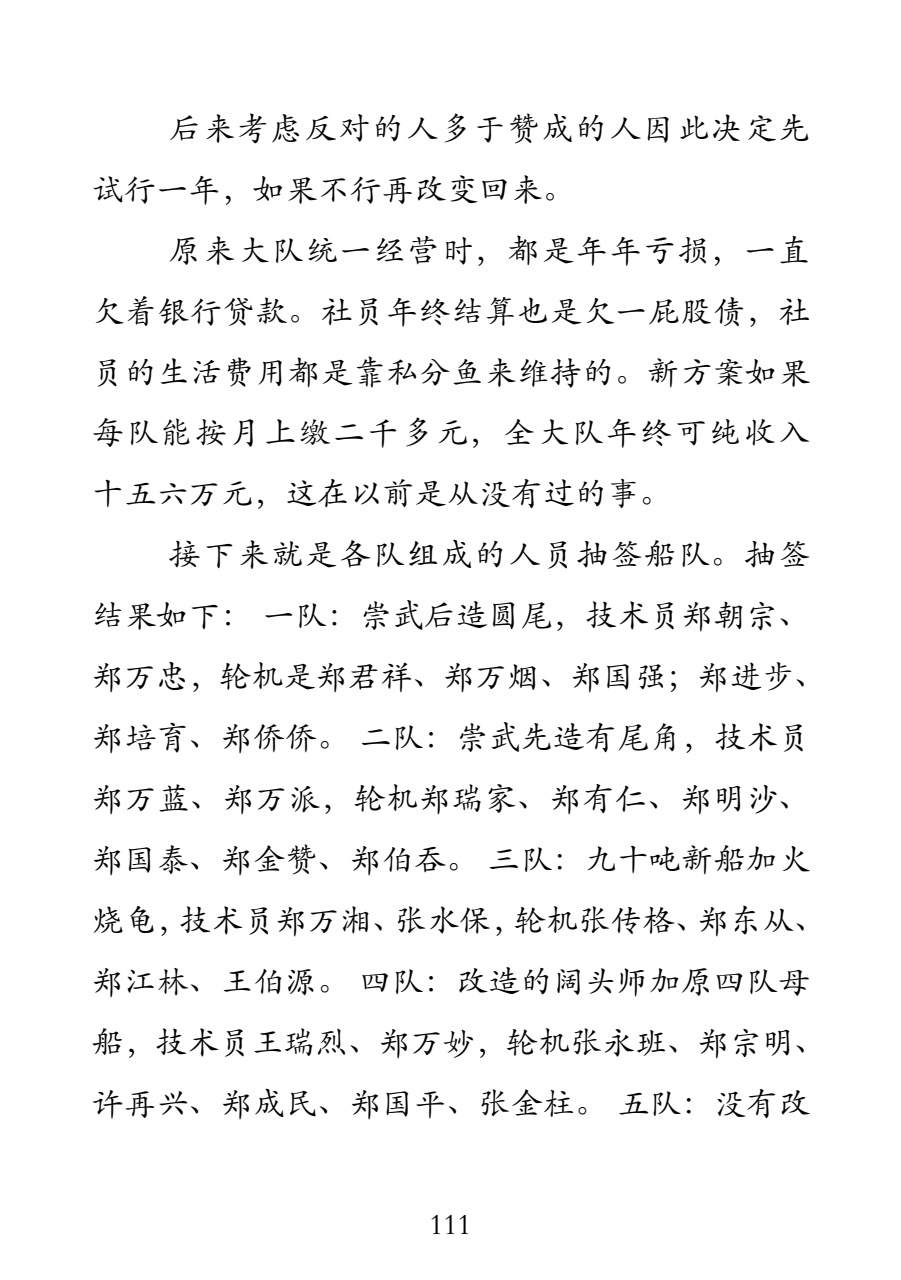 后来考虑反对的人多于赞成的人因此决定先
试行一年，如果不行再改变回来。
原来大队统一经营时，都是年年亏损，一直
欠着银行贷款。社员年终结算也是欠一屁股债，社
员的生活费用都是靠私分鱼来维持的。新方案如果
每队能按月上缴二千多元，全大队年终可纯收入
十五六万元，这在以前是从没有过的事。
接下来就是各队组成的人员抽签船队。抽签
结果如下： 一队：崇武后造圆尾，技术员郑朝宗、
郑万忠，轮机是郑君祥、郑万烟、郑国强；郑进步、
郑培育、郑侨侨。 二队：崇武先造有尾角，技术员
郑万蓝、郑万派，轮机郑瑞家、郑有仁、郑明沙、
郑国泰、郑金赞、郑伯吞。 三队：九十吨新船加火
烧龟，技术员郑万湘、张水保，轮机张传格、郑东从、
郑江林、王伯源。 四队：改造的阔头师加原四队母
船，技术员王瑞烈、郑万妙，轮机张永班、郑宗明、
许再兴、郑成民、郑国平、张金柱。 五队：没有改
111